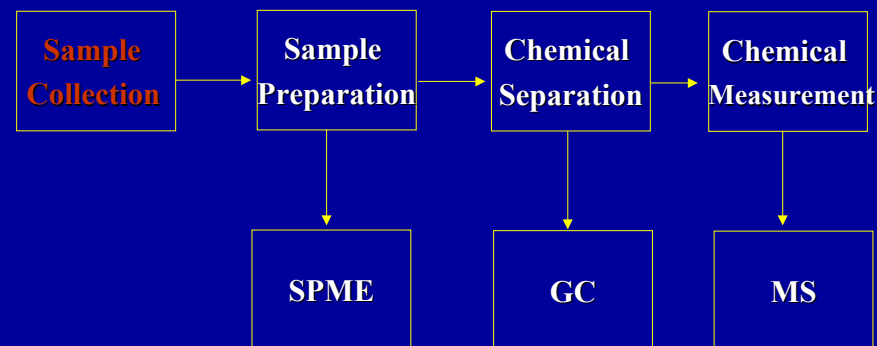 Sample
Collection
Sample
Preparation
Chemical
Separation
Chemical
Measurement
SPME
GC
MS